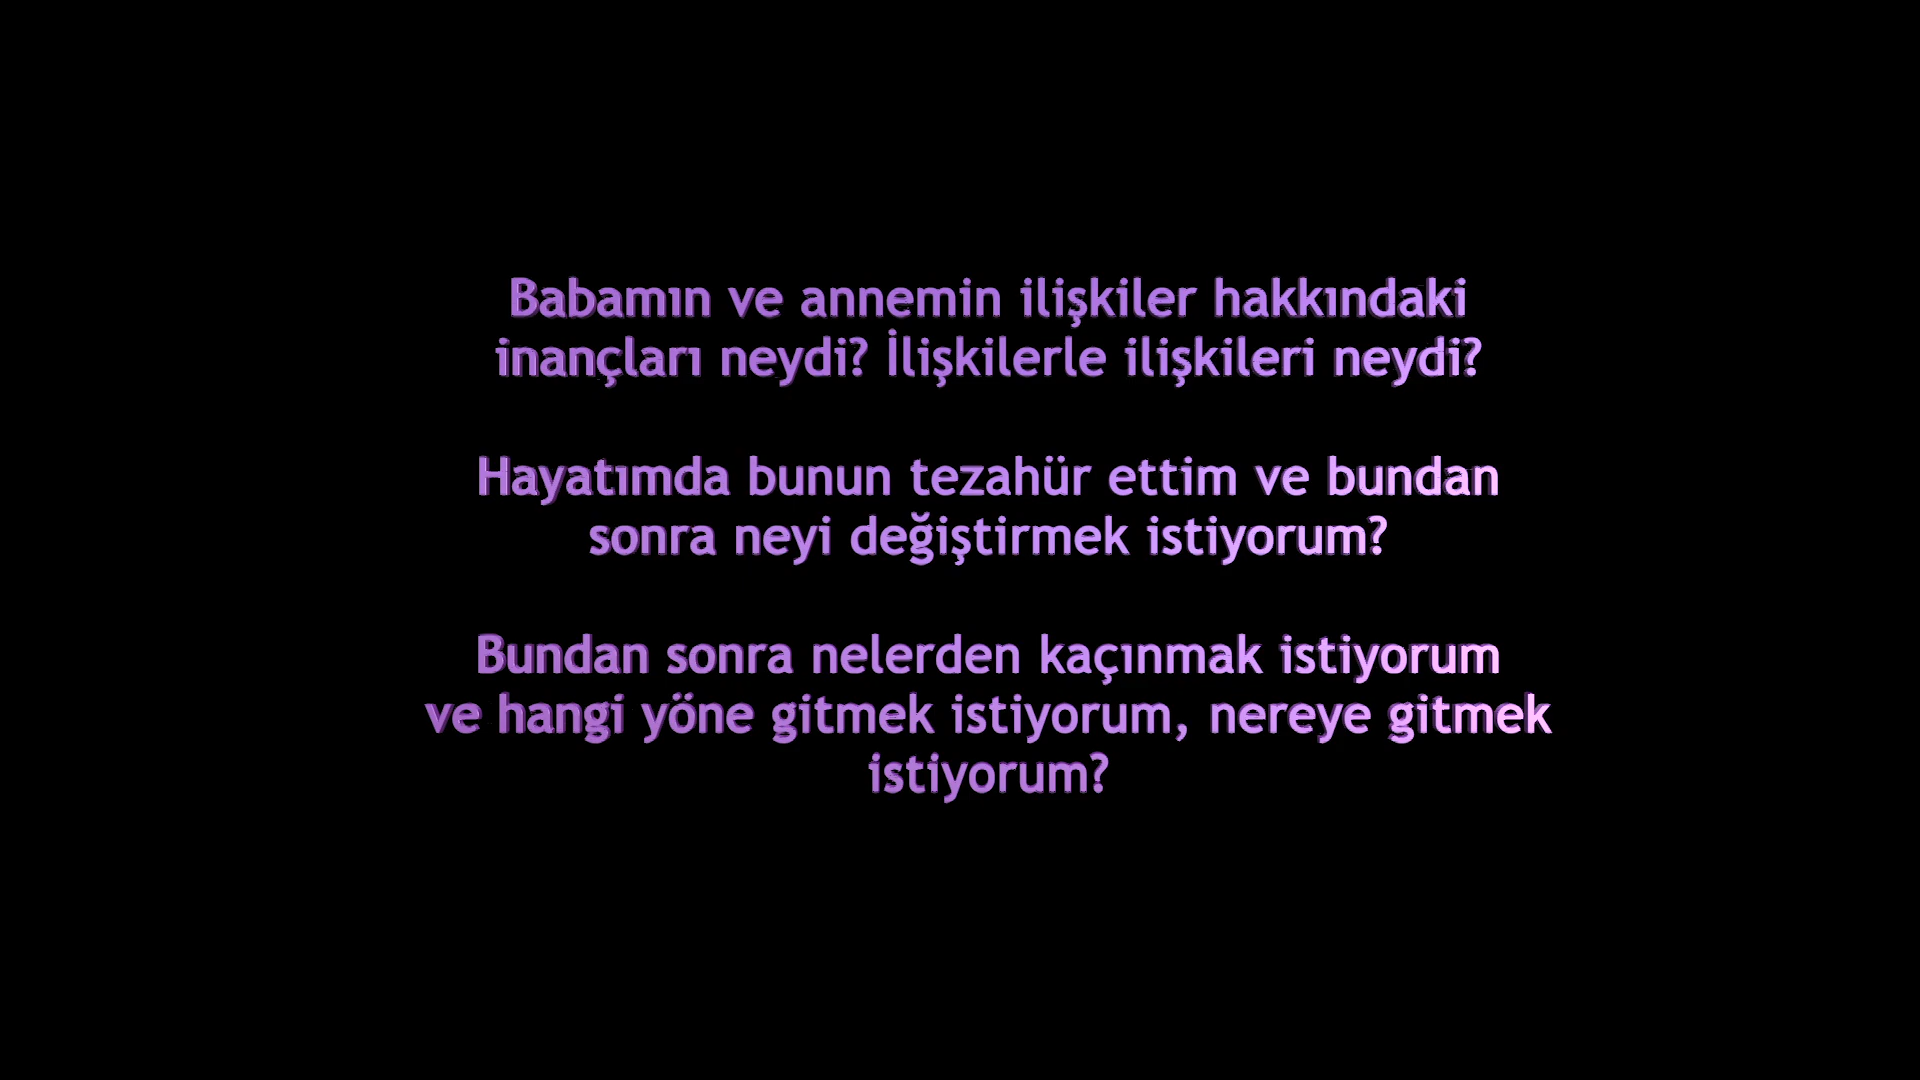 Babamın ve annemin ilişkiler hakkındaki
inançları neydi? İlişkilerle ilişkileri neydi?
Hayatımda bunun tezahür ettim ve bundan
sonra neyi değiştirmek istiyorum?
Bundan sonra nelerden kaçınmak istiyorum
ve hangi yöne gitmek istiyorum, nereye gitmek
istiyorum?